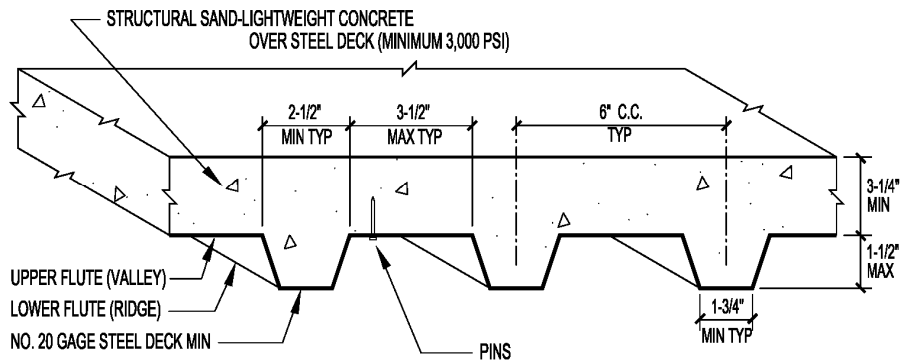 STRUCTURAL SAND-LIGHTWEIGHT CONCRETE
OVER STEEL DECK (MINIMUM 3,000 PSI)
2-1/2"
MIN TYP
3-1/2"
MAX TYP
6" C.C.
TYP
3-1/4"
MIN
1-1/2"
MAX
UPPER FLUTE (VALLEY)
LOWER FLUTE (RIDGE)
NO. 20 GAGE STEEL DECK MIN
PINS
1-3/4"
MIN TYP